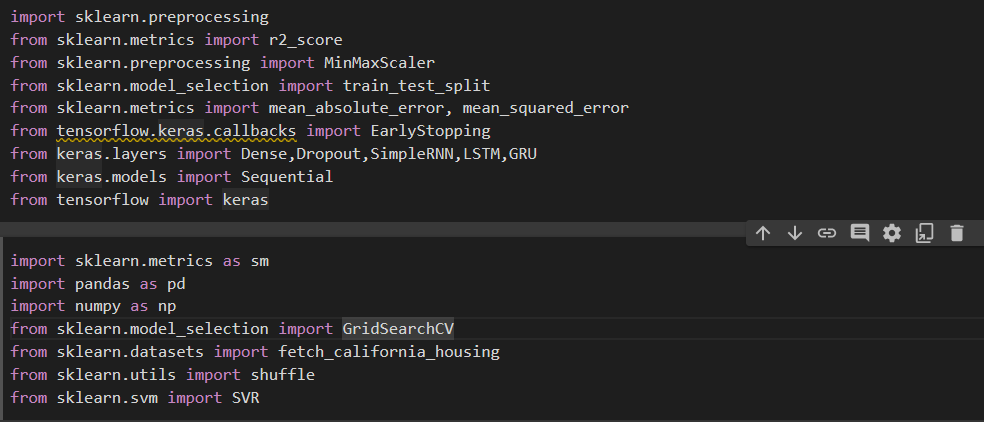 import sklearn.preprocessing
from sklearn.metrics import r2_score
from sklearn.preprocessing import MinMaxScaler
from sklearn.model_selection import train_test_split
from sklearn.metrics import mean_absolute_error, mean_squared_error
from tensorflow.keras.callbacks import EarlyStopping
from keras.layers import Dense,Dropout,SimpleRNN,LSTM,GRU
from keras.models import Sequential
from tensorflow import keras
import sklearn.metrics as sm
import pandas as pd
import numpy as np
from sklearn.model_selection import GridSearchCV
from sklearn.datasets import fetch_california_housing
from sklearn.utils import shuffle
from sklearn.svm import SVR